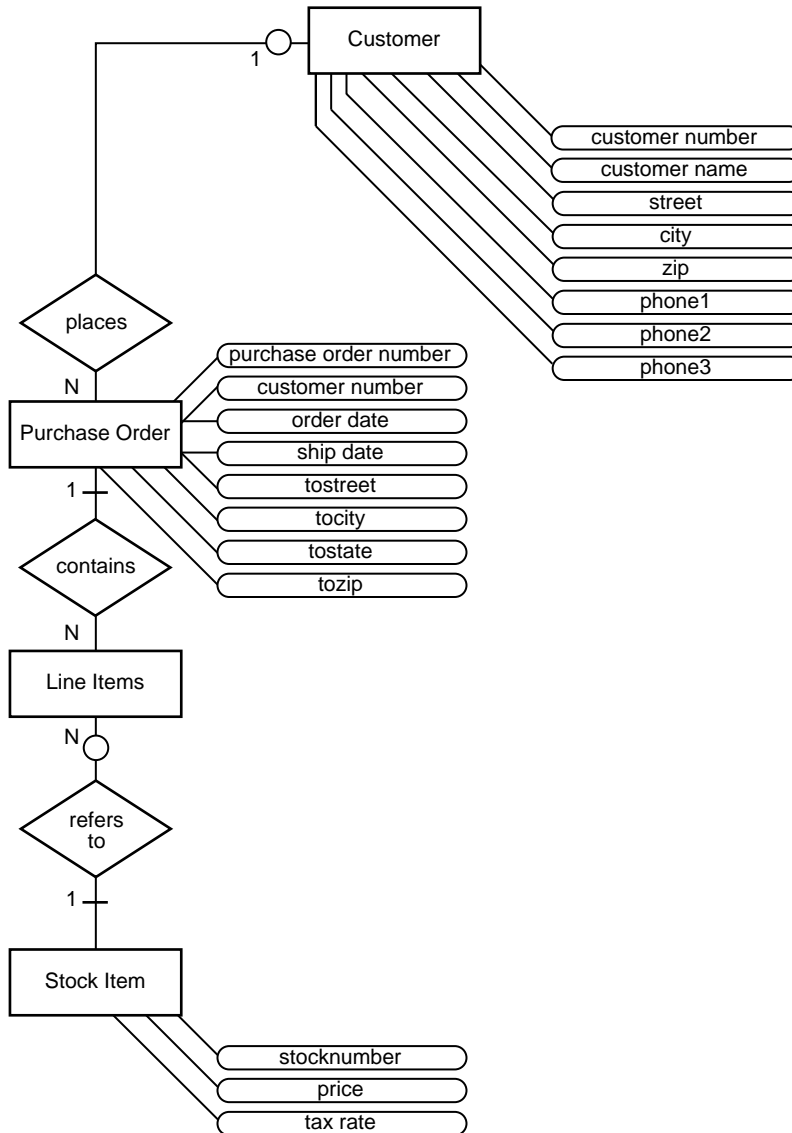 Customer
1
customer number
customer name
street
city
zip
phone1
phone2
phone3
places
N
purchase order number
customer number
order date
ship date
tostreet
tocity
tostate
tozip
Purchase Order
1
contains
N
Line Items
N
refers
to
1
Stock Item
stocknumber
price
tax rate